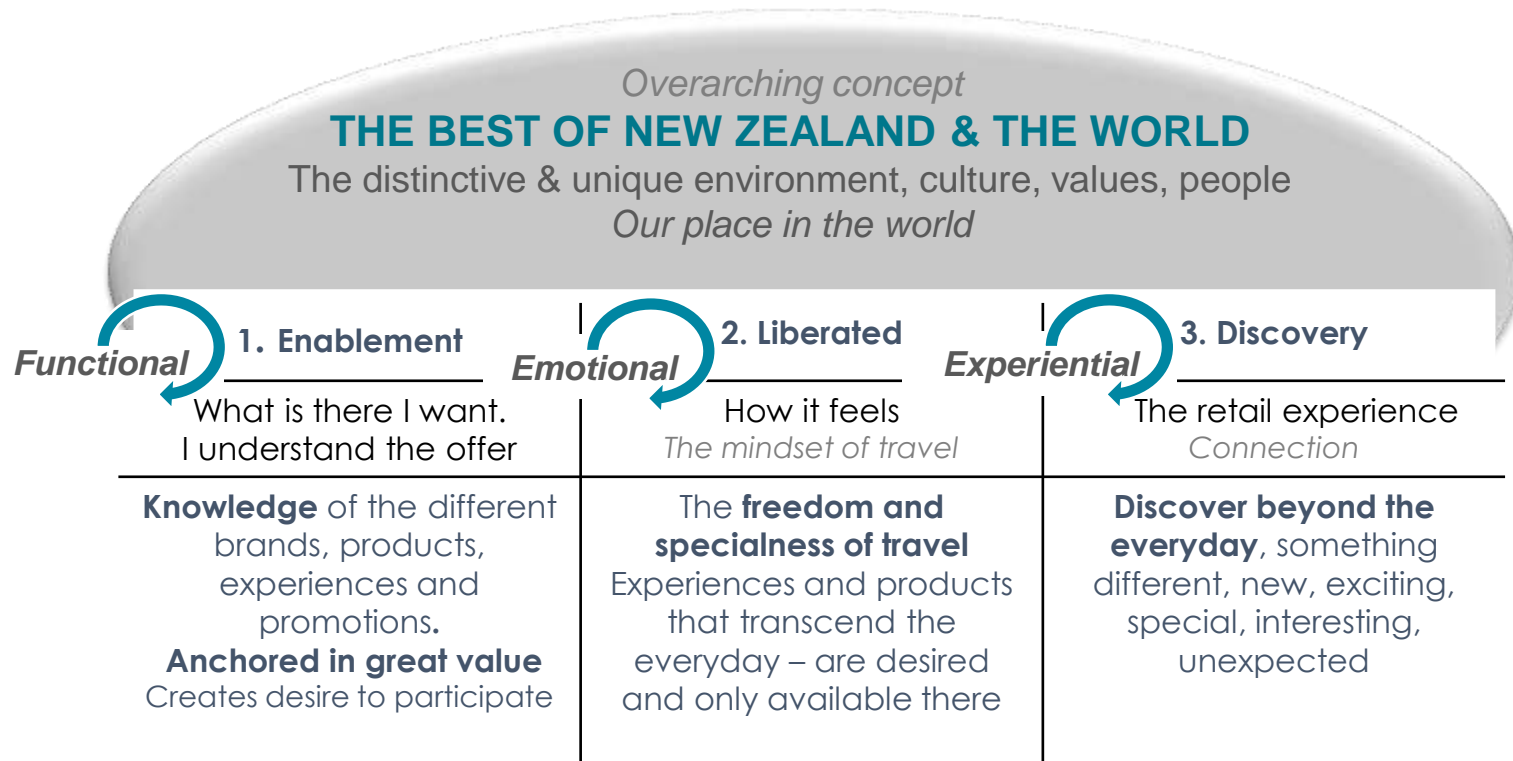 Overarching concept
THE BEST OF NEW ZEALAND & THE WORLD
The distinctive & unique environment, culture, values, people
Our place in the world
Functional
1. Enablement
What is there I want.
I understand the offer
Knowledge of the different
brands, products,
experiences and
promotions.
Anchored in great value
Creates desire to participate
Emotional
2. Liberated
How it feels
The mindset of travel
The freedom and
specialness of travel
Experiences and products
that transcend the
everyday – are desired
and only available there
Experiential
3. Discovery
The retail experience
Connection
Discover beyond the
everyday, something
different, new, exciting,
special, interesting,
unexpected